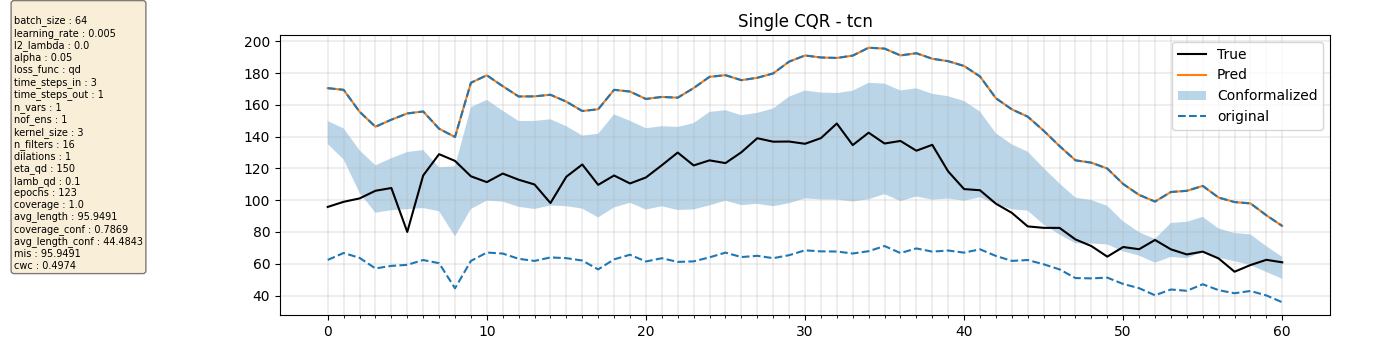 batch_size : 64
learning_rate : 0.005
l2_lambda : 0.0
alpha : 0.05
loss_func : qd
time_steps_in : 3
time_steps_out : 1
n_vars : 1
nof_ens : 1
kernel_size : 3
n_filters : 16
dilations : 1
eta_qd : 150
lamb_qd : 0.1
epochs : 123
coverage : 1.0
avg_length : 95.9491
coverage_conf : 0.7869
avg_length_conf : 44.4843
mis : 95.9491
cwc : 0.4974
Single CQR - tcn
200
180
160
140
120
100
80
60
40
0 10 20 30 40 50 60
True
Pred
Conformalized
original